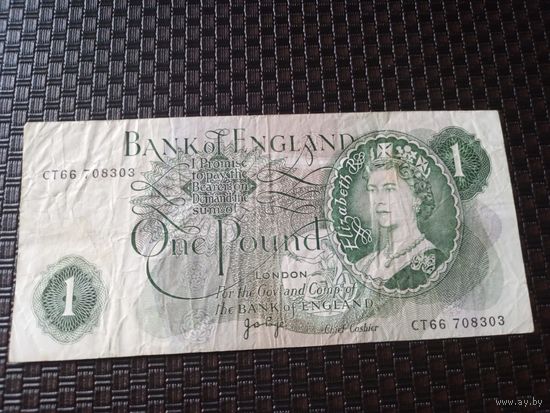 BANK of ENGLAND
I Promise
to pay the
Bearer on
Demand the
sum of
CT66 708303
One Pound
1
Elizabeth II
LONDON
For the Govr and Compa of
the BANK of ENGLAND
1
Chief Cashier
CT66 708303
www.ay.by